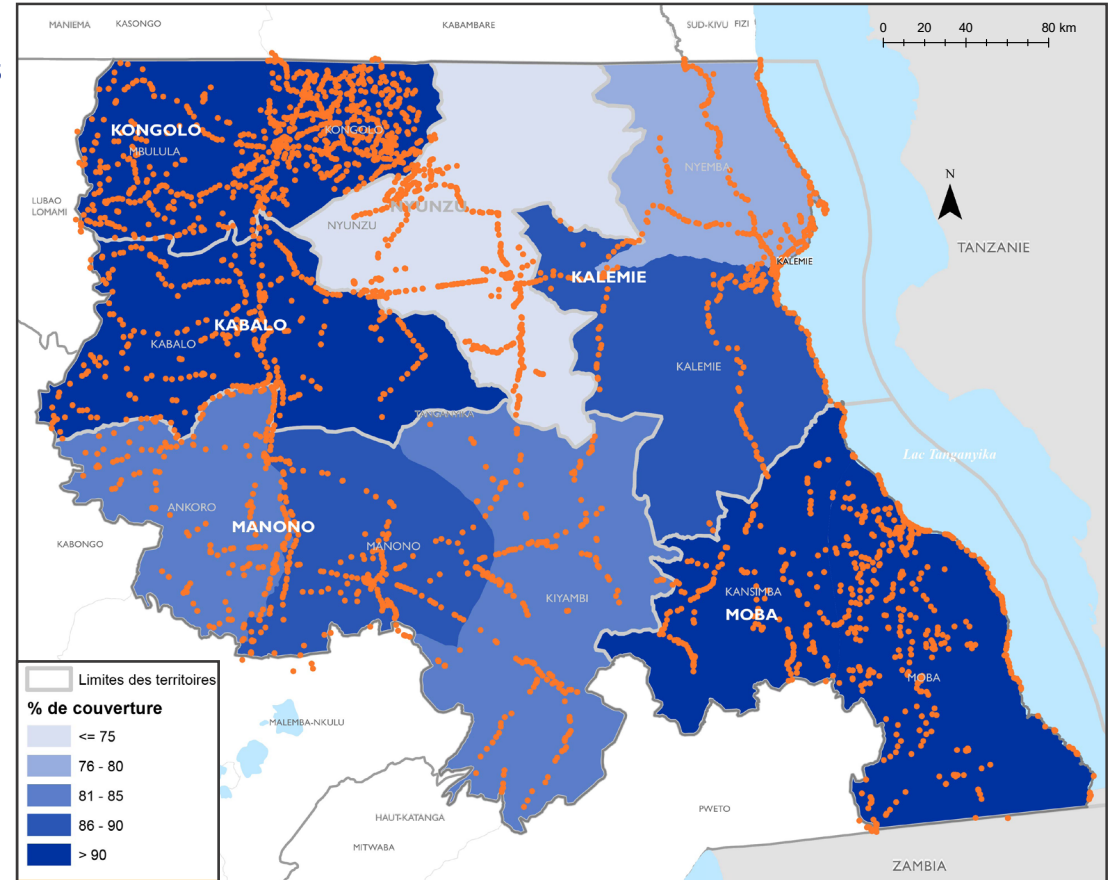 MANIEMA KASONGO KABAMBARE SUD-KIVU FIZI
0 20 40 80 km
KONGOLO
KONGOLO
MBULULA
NYEMBA
N
LUBAO
LOMAMI
NYUNZU
NYUNZU
TANZANIE
KALEMIE
KALEMIE
KABALO
KABALO
KALEMIE
TANGANYIKA
Lac Tanganyika
ANKORO
MANONO
KABONGO
MANONO
KANSIMBA
KIYAMBI
MOBA
MOBA
Limites des territoires
% de couverture
<= 75
76 - 80
81 - 85
86 - 90
> 90
MALEMBA-NKULU
HAUT-KATANGA
MITWABA
PWETO
ZAMBIA